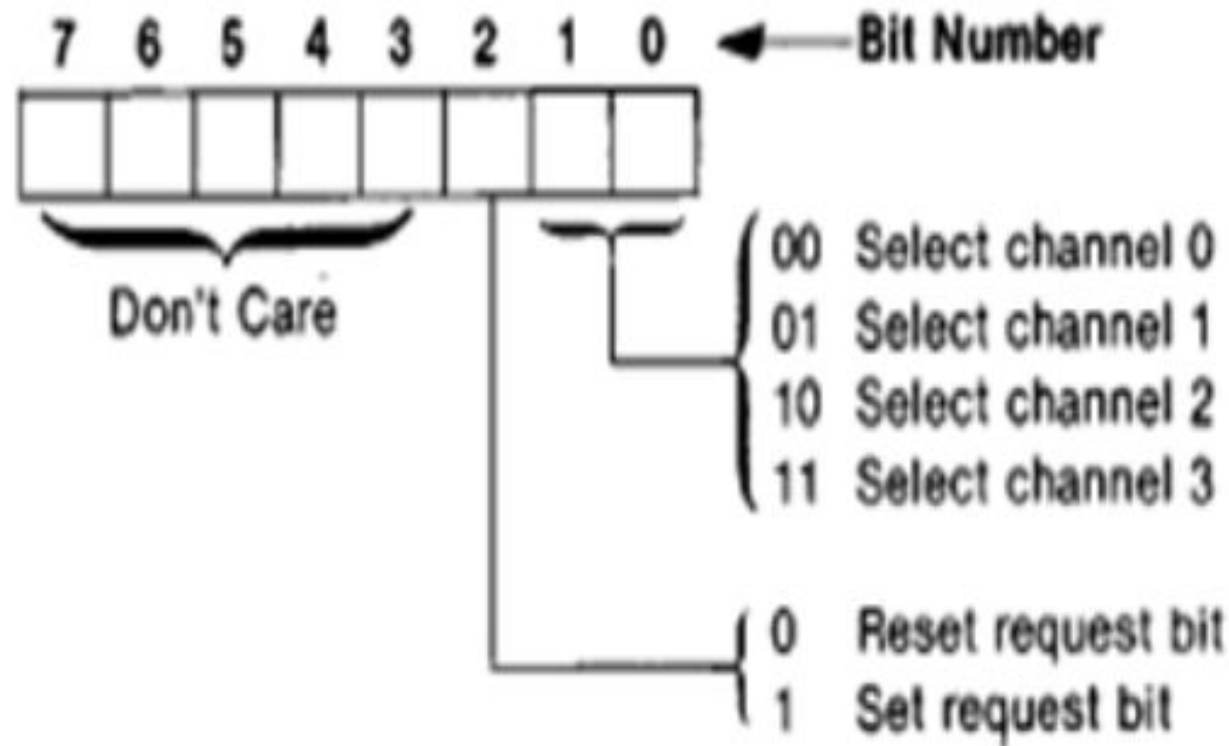 7 6 5 4 3 2 1 0 Bit Number
Don't Care
00 Select channel 0
01 Select channel 1
10 Select channel 2
11 Select channel 3
0 Reset request bit
1 Set request bit